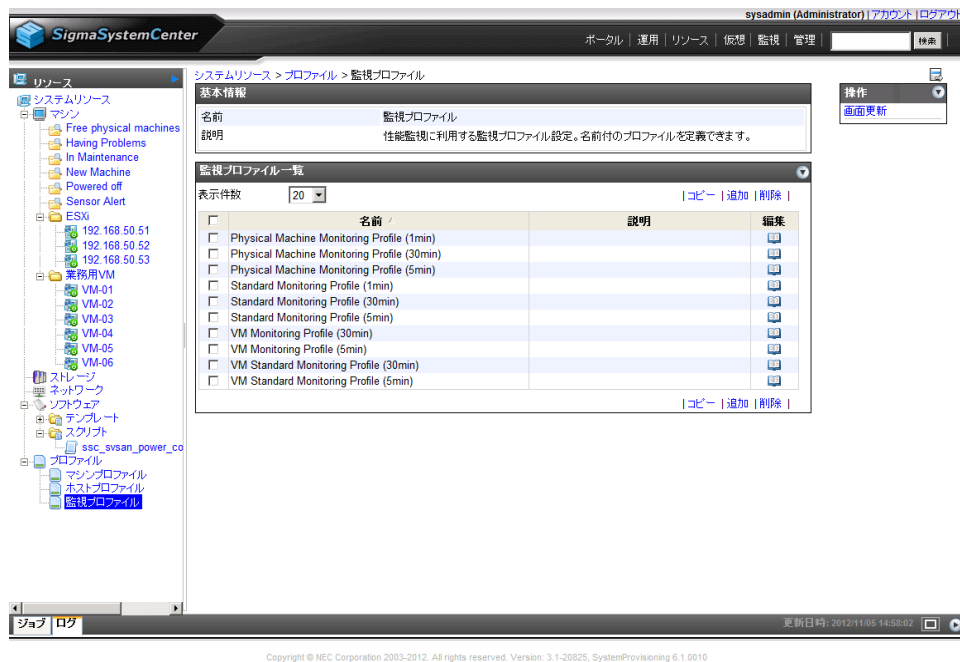 sysadmin (Administrator) | アカウント | ログアウト
SigmaSystemCenter
ポータル | 運用 | リソース | 仮想 | 監視 | 管理 | 検索
リソース
システムリソース
マシン
Free physical machines
Having Problems
In Maintenance
New Machine
Powered off
Sensor Alert
ESXi
192.168.50.51
192.168.50.52
192.168.50.53
業務用VM
VM-01
VM-02
VM-03
VM-04
VM-05
VM-06
ストレージ
ネットワーク
ソフトウェア
テンプレート
スクリプト
ssc_svsan_power_co
プロファイル
マシンプロファイル
ホストプロファイル
監視プロファイル
システムリソース > プロファイル > 監視プロファイル
基本情報
名前 監視プロファイル
説明 性能監視に利用する監視プロファイル設定。名前付のプロファイルを定義できます。
監視プロファイル一覧
表示件数 20 | コピー | 追加 | 削除 |
名前 説明 編集
Physical Machine Monitoring Profile (1min)
Physical Machine Monitoring Profile (30min)
Physical Machine Monitoring Profile (5min)
Standard Monitoring Profile (1min)
Standard Monitoring Profile (30min)
Standard Monitoring Profile (5min)
VM Monitoring Profile (30min)
VM Monitoring Profile (5min)
VM Standard Monitoring Profile (30min)
VM Standard Monitoring Profile (5min)
| コピー | 追加 | 削除 |
操作
画面更新
ジョブ ログ
更新日時: 2012/11/05 14:58:02
Copyright © NEC Corporation 2003-2012. All rights reserved. Version: 3.1-20825, SystemProvisioning 6.1.0010